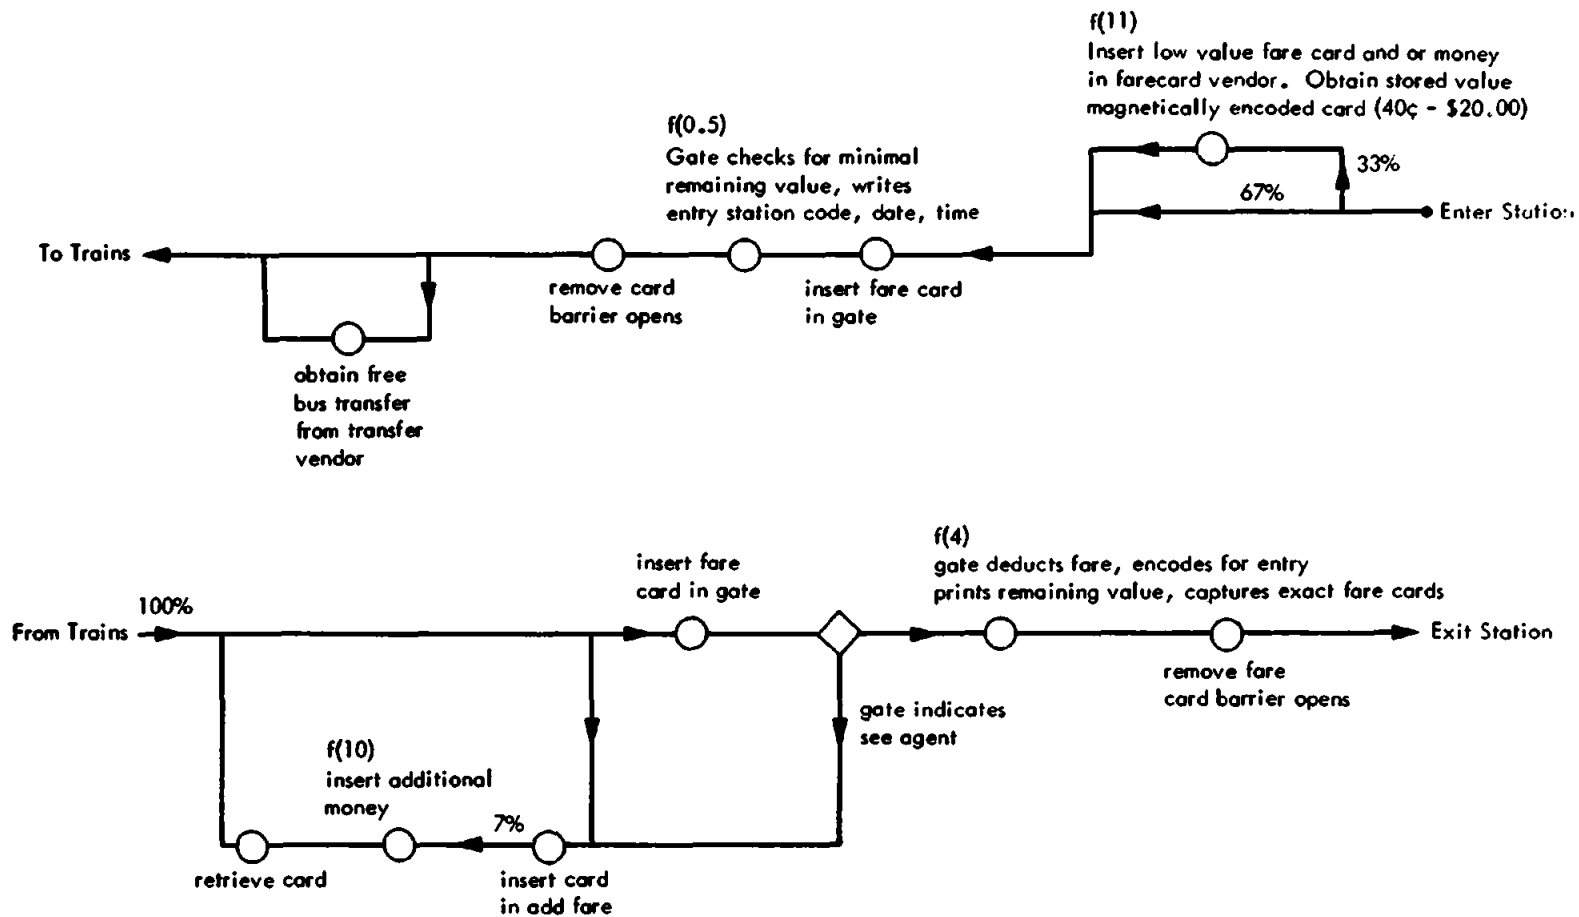 f(11)
Insert low value fare card and or money
in farecard vendor. Obtain stored value
magnetically encoded card (40¢ - $20.00)
33%
67%
Enter Station
f(0.5)
Gate checks for minimal
remaining value, writes
entry station code, date, time
To Trains
remove card
barrier opens
insert fare card
in gate
obtain free
bus transfer
from transfer
vendor
f(4)
gate deducts fare, encodes for entry
prints remaining value, captures exact fare cards
insert fare
card in gate
100%
From Trains
Exit Station
remove fare
card barrier opens
gate indicates
see agent
f(10)
insert additional
money
7%
retrieve card
insert card
in add fare